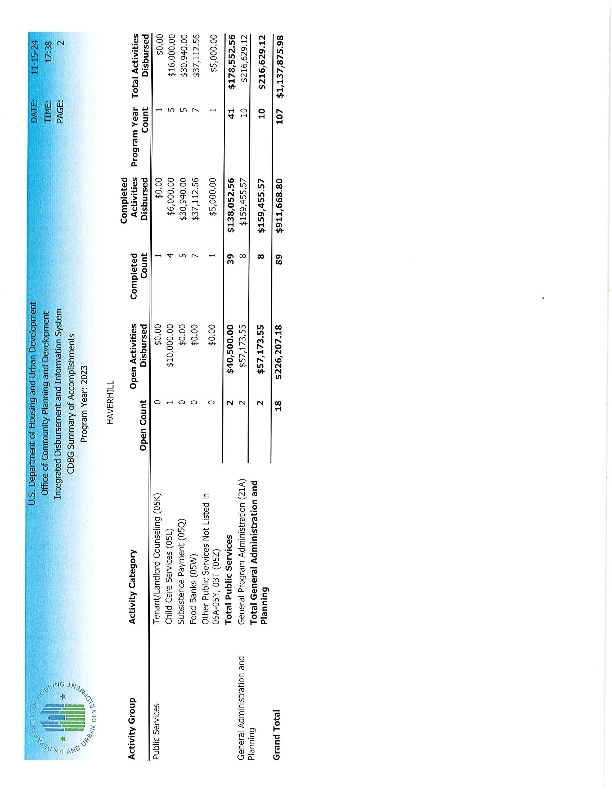 U.S. Department of Housing and Urban Development
Office of Community Planning and Development
Integrated Disbursement and Information System
CDBG Summary of Accomplishments
Program Year: 2023
DATE: 11-15-24
TIME: 17:38
PAGE: 2
HAVERHILL
Activity Group Activity Category Open Count Open Activities Disbursed Completed Count Completed Activities Disbursed Program Year Count Total Activities Disbursed
Public Services Tenant/Landlord Counseling (05K) 0 $0.00 1 $0.00 1 $0.00
Child Care Services (05L) 1 $10,000.00 4 $6,000.00 5 $16,000.00
Subsistence Payment (05Q) 0 $0.00 5 $30,940.00 5 $30,940.00
Food Banks (05W) 0 $0.00 7 $37,112.56 7 $37,112.56
Other Public Services Not Listed in
05A-05Y, 03T (05Z) 0 $0.00 1 $5,000.00 1 $5,000.00
Total Public Services 2 $40,500.00 39 $138,052.56 41 $178,552.56
General Administration and
Planning General Program Administration (21A) 2 $57,173.55 8 $159,455.57 10 $216,629.12
Total General Administration and
Planning 2 $57,173.55 8 $159,455.57 10 $216,629.12
Grand Total 18 $226,207.18 89 $911,668.80 107 $1,137,875.98